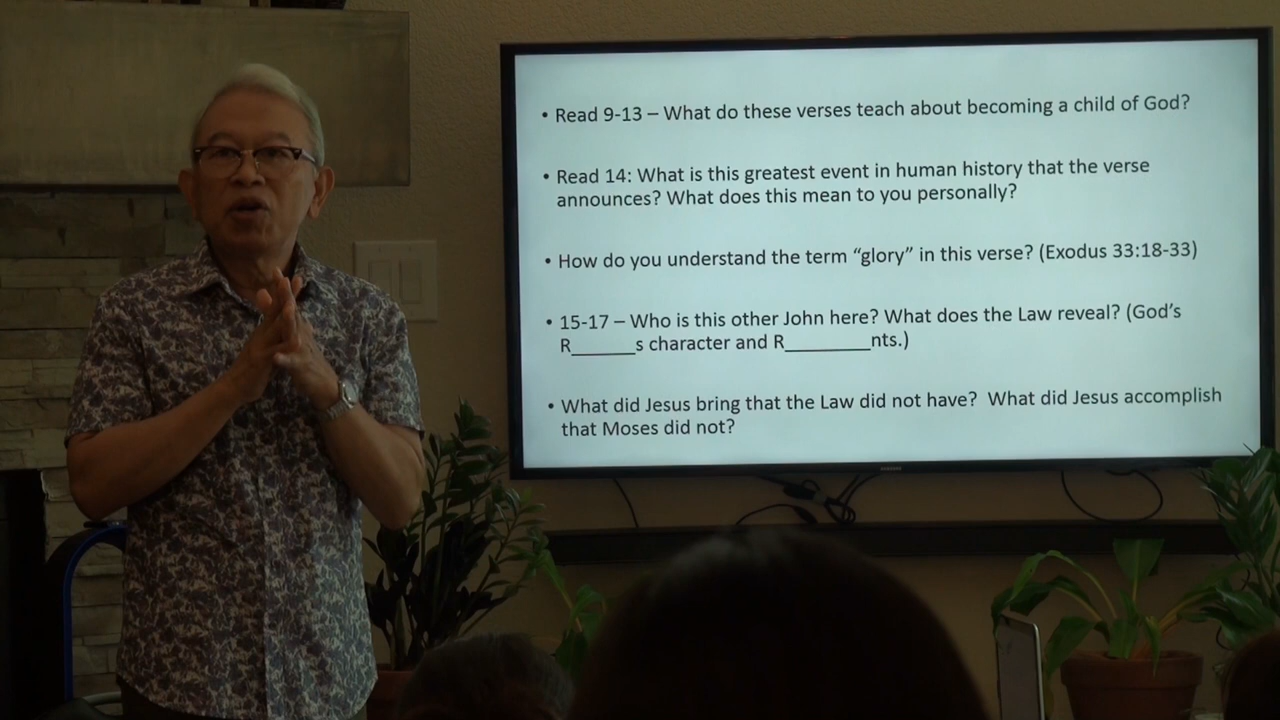 • Read 9-13 – What do these verses teach about becoming a child of God?
• Read 14: What is this greatest event in human history that the verse
announces? What does this mean to you personally?
• How do you understand the term “glory” in this verse? (Exodus 33:18-33)
• 15-17 – Who is this other John here? What does the Law reveal? (God’s
R______s character and R________nts.)
• What did Jesus bring that the Law did not have?  What did Jesus accomplish
that Moses did not?
SAMSUNG